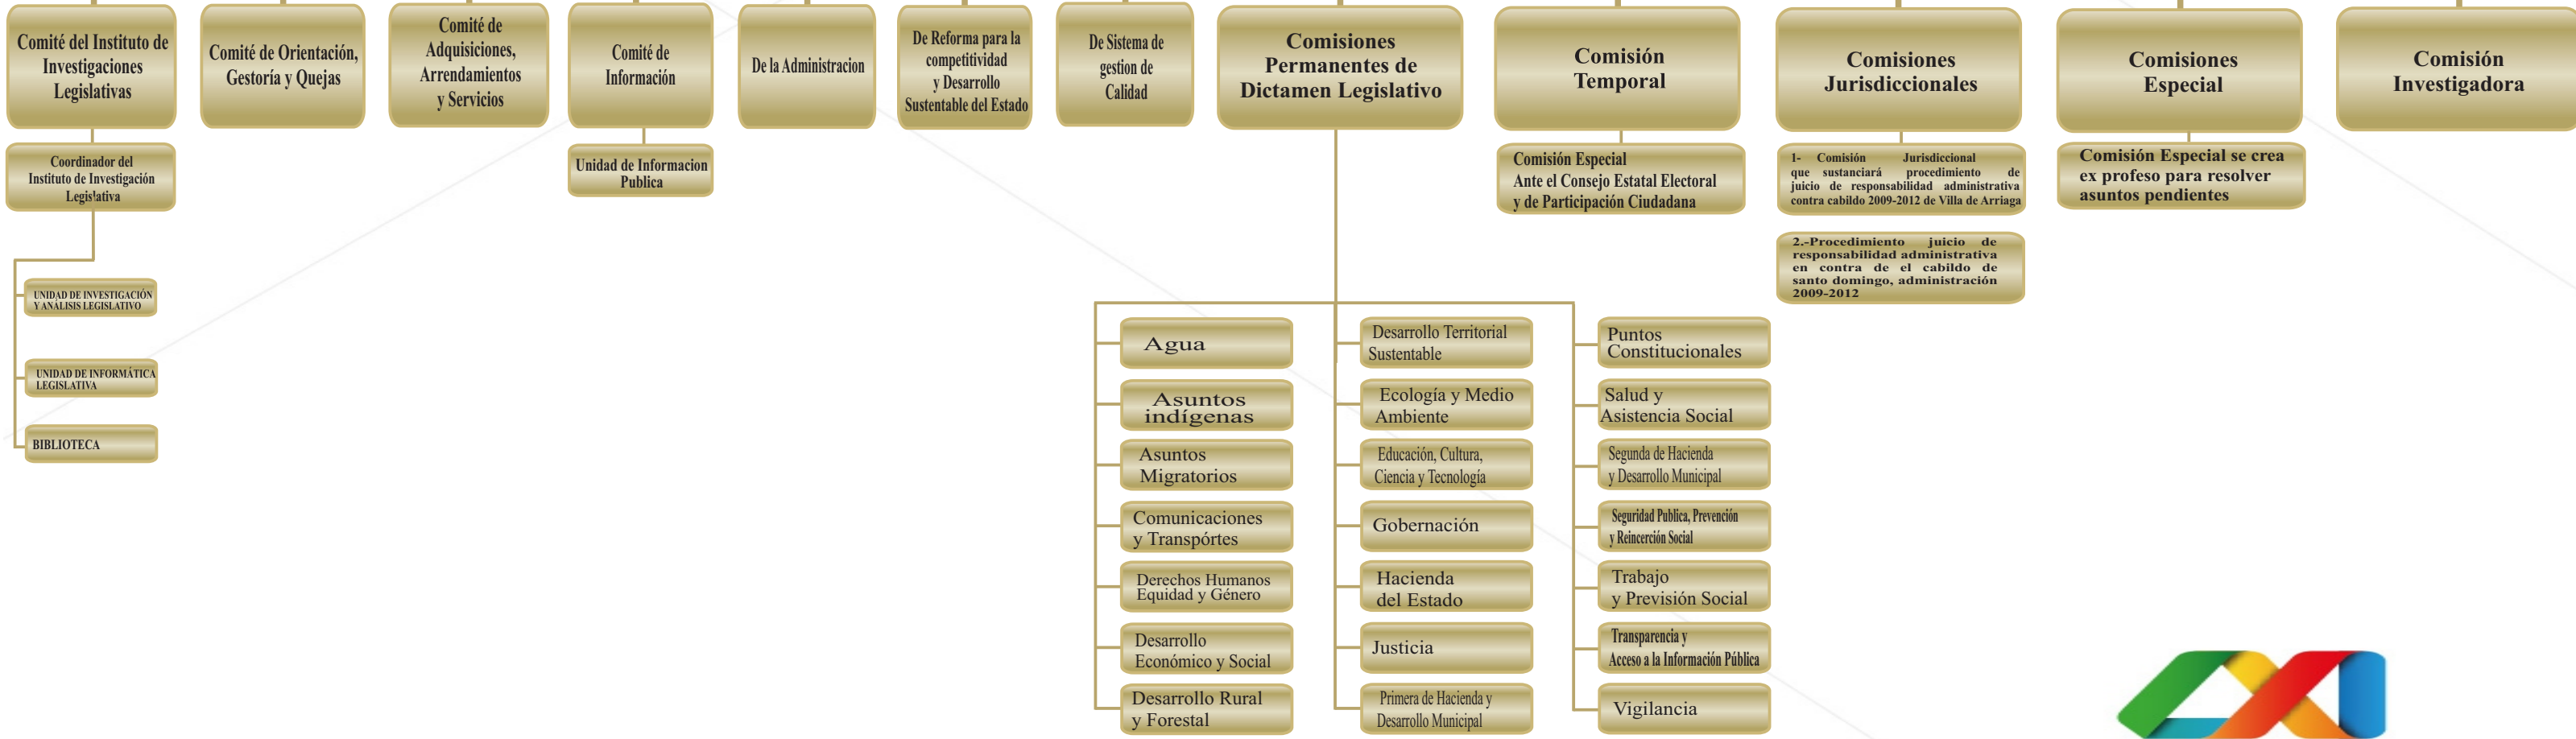 Comité del Instituto de
Investigaciones
Legislativas
Comité de Orientación,
Gestoría y Quejas
Comité de
Adquisiciones,
Arrendamientos
y Servicios
Comité de
Información
De la Administracion
De Reforma para la
competitividad
y Desarrollo
Sustentable del Estado
De Sistema de
gestion de
Calidad
Comisiones
Permanentes de
Dictamen Legislativo
Comisión
Temporal
Comisiones
Jurisdiccionales
Comisiones
Especial
Comisión
Investigadora
Coordinador del
Instituto de Investigación
Legislativa
Unidad de Informacion
Publica
Comisión Especial
Ante el Consejo Estatal Electoral
y de Participación Ciudadana
1- Comisión Jurisdiccional
que sustanciará procedimiento de
juicio de responsabilidad administrativa
contra cabildo 2009-2012 de Villa de Arriaga
Comisión Especial se crea
ex profeso para resolver
asuntos pendientes
2.-Procedimiento juicio de
responsabilidad administrativa
en contra de el cabildo de
santo domingo, administración
2009-2012
UNIDAD DE INVESTIGACIÓN
Y ANÁLISIS LEGISLATIVO
UNIDAD DE INFORMÁTICA
LEGISLATIVA
BIBLIOTECA
Agua
Asuntos
indígenas
Asuntos
Migratorios
Comunicaciones
y Transpórtes
Derechos Humanos
Equidad y Género
Desarrollo
Económico y Social
Desarrollo Rural
y Forestal
Desarrollo Territorial
Sustentable
Ecología y Medio
Ambiente
Educación, Cultura,
Ciencia y Tecnología
Gobernación
Hacienda
del Estado
Justicia
Primera de Hacienda y
Desarrollo Municipal
Puntos
Constitucionales
Salud y
Asistencia Social
Segunda de Hacienda
y Desarrollo Municipal
Seguridad Publica, Prevención
y Reincerción Social
Trabajo
y Previsión Social
Transparencia y
Acceso a la Información Pública
Vigilancia